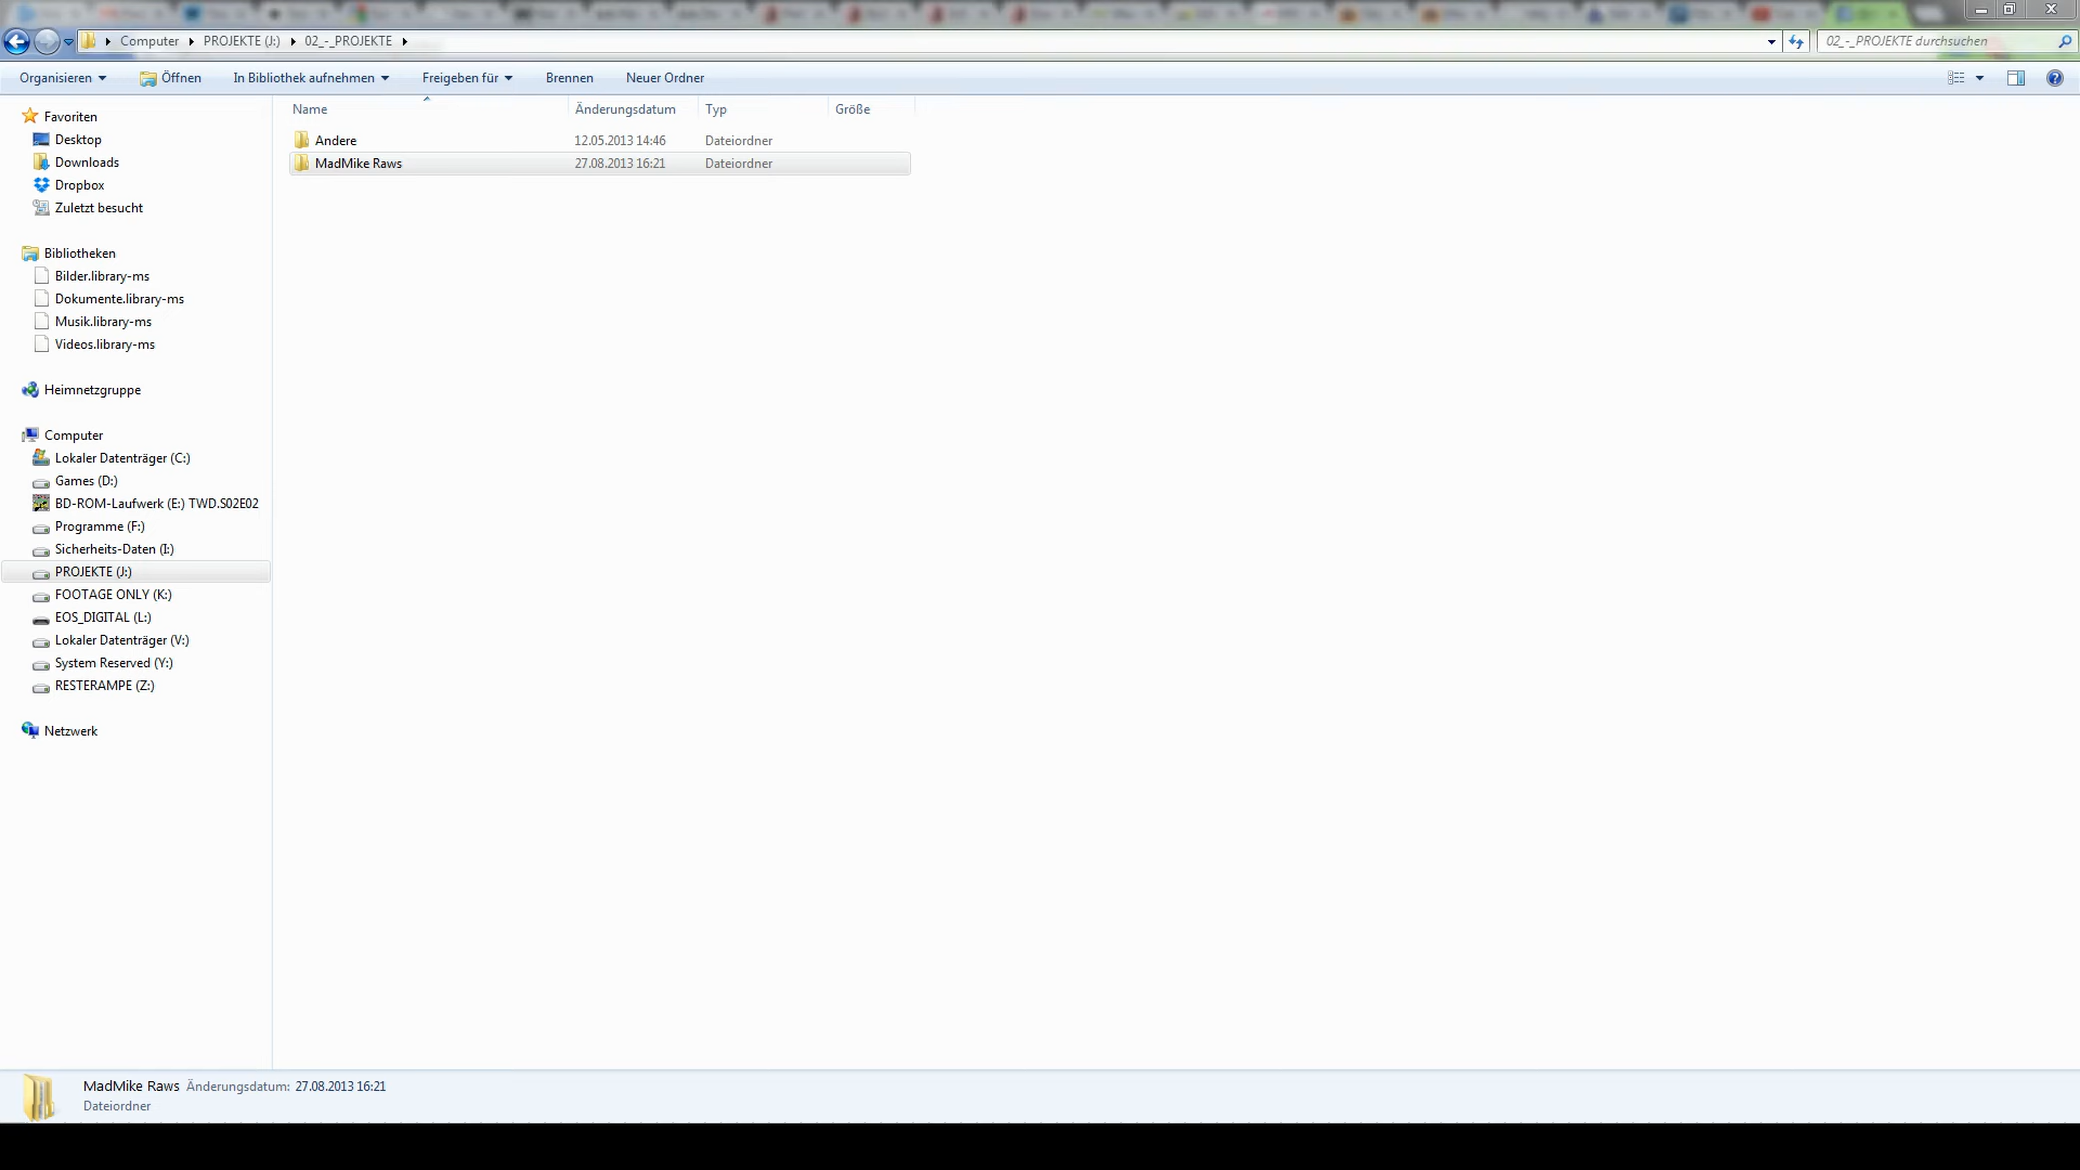 Computer PROJEKTE (J:) 02_-_PROJEKTE
02_-_PROJEKTE durchsuchen
Organisieren Öffnen In Bibliothek aufnehmen Freigeben für Brennen Neuer Ordner
Favoriten
Desktop
Downloads
Dropbox
Zuletzt besucht
Bibliotheken
Bilder.library-ms
Dokumente.library-ms
Musik.library-ms
Videos.library-ms
Heimnetzgruppe
Computer
Lokaler Datenträger (C:)
Games (D:)
BD-ROM-Laufwerk (E:) TWD.S02E02
Programme (F:)
Sicherheits-Daten (I:)
PROJEKTE (J:)
FOOTAGE ONLY (K:)
EOS_DIGITAL (L:)
Lokaler Datenträger (V:)
System Reserved (Y:)
RESTERAMPE (Z:)
Netzwerk
Name Änderungsdatum Typ Größe
Andere 12.05.2013 14:46 Dateiordner
MadMike Raws 27.08.2013 16:21 Dateiordner
MadMike Raws Änderungsdatum: 27.08.2013 16:21
Dateiordner